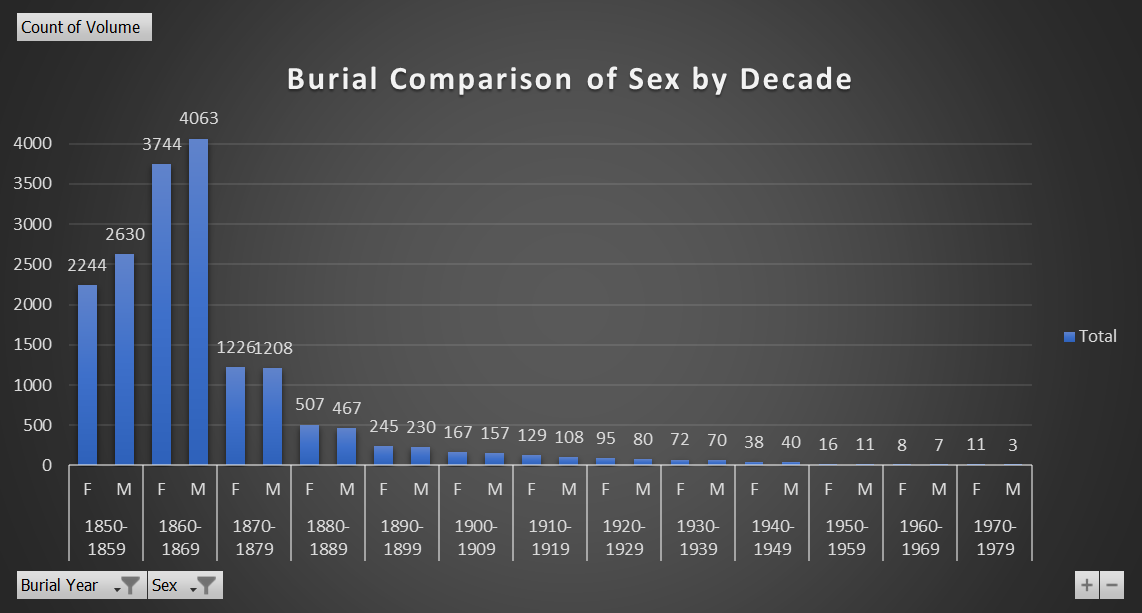 Count of Volume
Burial Comparison of Sex by Decade
4063
4000
3744
3500
3000
2630
2500
2244
2000
1500
1226 1208
Total
1000
507 467
500
245 230 167 157 129 108 95 80 72 70 38 40 16 11 8 7 11 3
0
F M F M F M F M F M F M F M F M F M F M F M F M F M
1850- 1860- 1870- 1880- 1890- 1900- 1910- 1920- 1930- 1940- 1950- 1960- 1970-
1859 1869 1879 1889 1899 1909 1919 1929 1939 1949 1959 1969 1979
Burial Year Sex + −